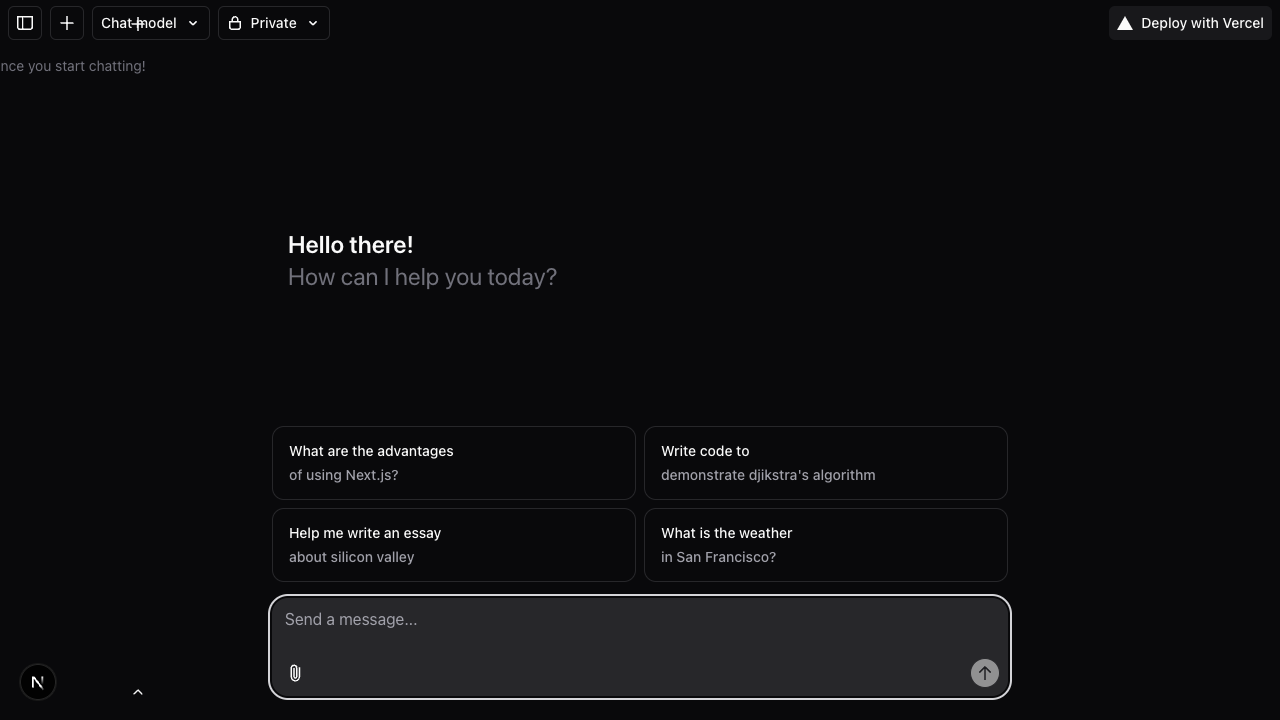 Chat model
Private
Deploy with Vercel
nce you start chatting!
Hello there!
How can I help you today?
What are the advantages
of using Next.js?
Write code to
demonstrate djikstra's algorithm
Help me write an essay
about silicon valley
What is the weather
in San Francisco?
Send a message...
N